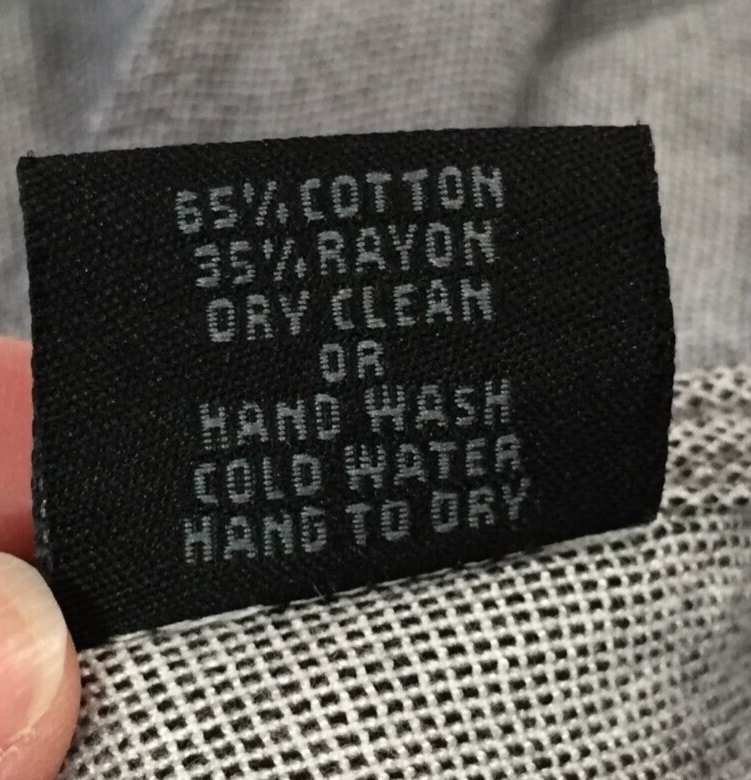 65% COTTON
35% RAYON
DRY CLEAN
OR
HAND WASH
COLD WATER
HANG TO DRY